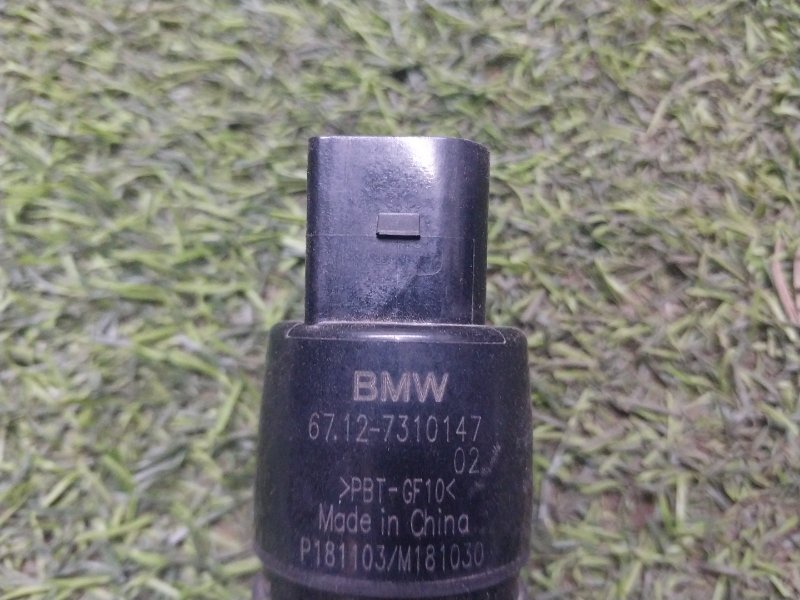 BMW
67.12-7310147
02
>PBT-GF10<
Made in China
P181103/M181030